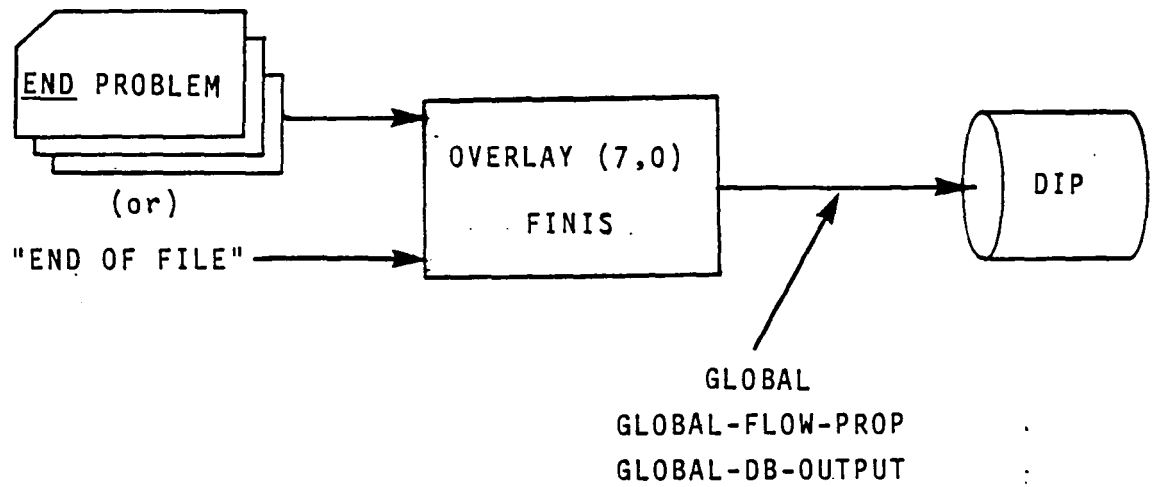 END PROBLEM
(or)
"END OF FILE"
OVERLAY (7,0)
FINIS
DIP
GLOBAL
GLOBAL-FLOW-PROP
GLOBAL-DB-OUTPUT